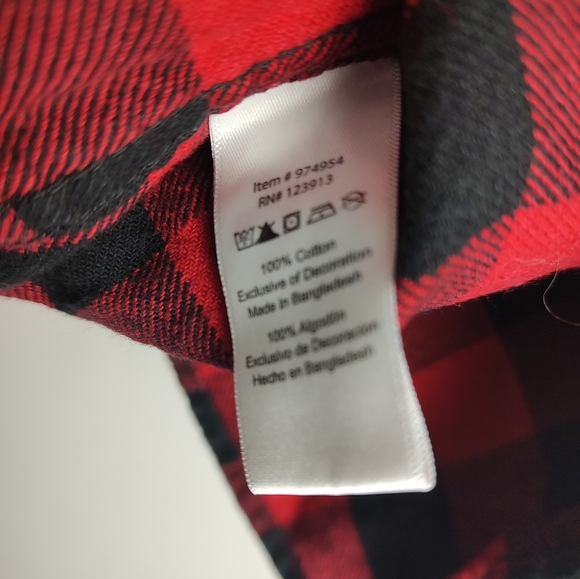 Item # 974954
RN# 123913
100% Cotton
Exclusive of Decoration
Made in Bangladesh
100% Algodón
Exclusivo de Decoración
Hecho en Bangladesh